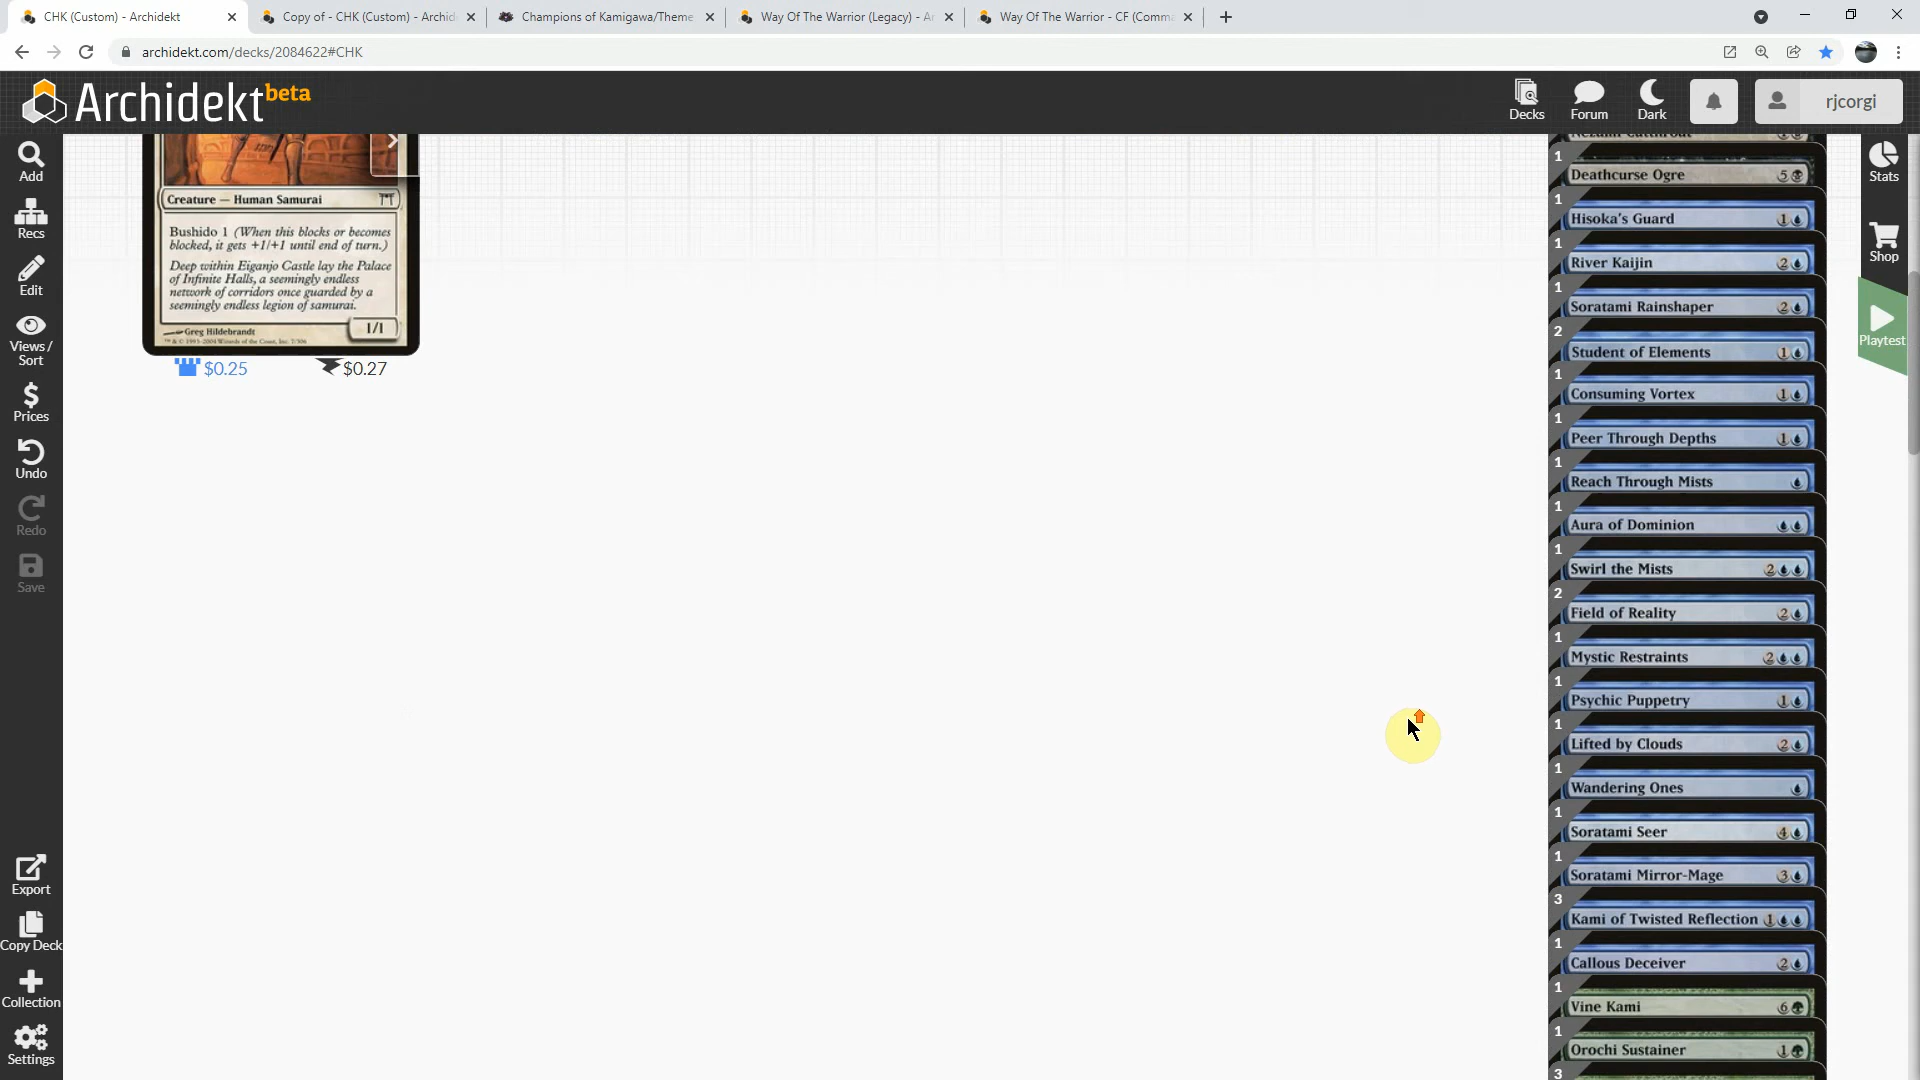 CHK (Custom) - Archidekt
Copy of - CHK (Custom) - Archid
Champions of Kamigawa/Theme
Way Of The Warrior (Legacy) - A
Way Of The Warrior - CF (Comm
archidekt.com/decks/2084622#CHK
Archidekt beta
Decks
Forum
Dark
rjcorgi
Add
Recs
Edit
Views / Sort
Prices
Undo
Redo
Save
Export
Copy Deck
Collection
Settings
Creature — Human Samurai
Bushido 1 (When this blocks or becomes
blocked, it gets +1/+1 until end of turn.)
Deep within Eiganjo Castle lay the Palace
of Infinite Halls, a seemingly endless
network of corridors once guarded by a
seemingly endless legion of samurai.
1/1
Greg Hildebrandt
™ & © 1993-2004 Wizards of the Coast, Inc. 7/306
$0.25
$0.27
1
Deathcurse Ogre 5
1
Hisoka's Guard 1
1
River Kaijin 2
1
Soratami Rainshaper 2
2
Student of Elements 1
1
Consuming Vortex 1
1
Peer Through Depths 1
1
Reach Through Mists
1
Aura of Dominion
1
Swirl the Mists 2
2
Field of Reality 2
1
Mystic Restraints 2
1
Psychic Puppetry 1
1
Lifted by Clouds 2
1
Wandering Ones
1
Soratami Seer 4
1
Soratami Mirror-Mage 3
3
Kami of Twisted Reflection 1
1
Callous Deceiver 2
1
Vine Kami 6
1
Orochi Sustainer 1
3
Stats
Shop
Playtest